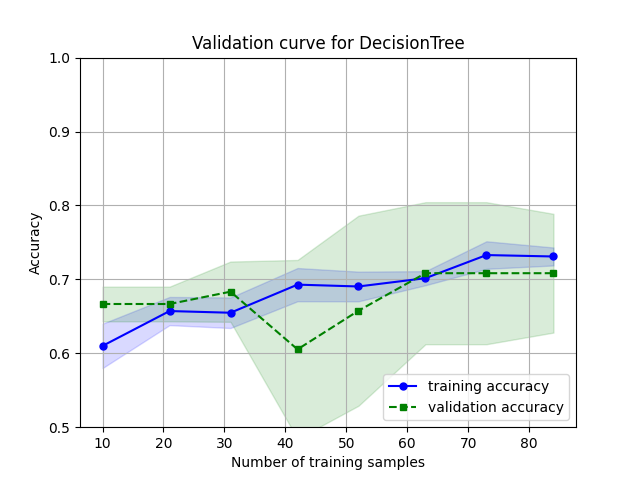 Validation curve for DecisionTree
1.0
0.9
0.8
0.7
0.6
0.5
Accuracy
10 20 30 40 50 60 70 80
Number of training samples
training accuracy
validation accuracy